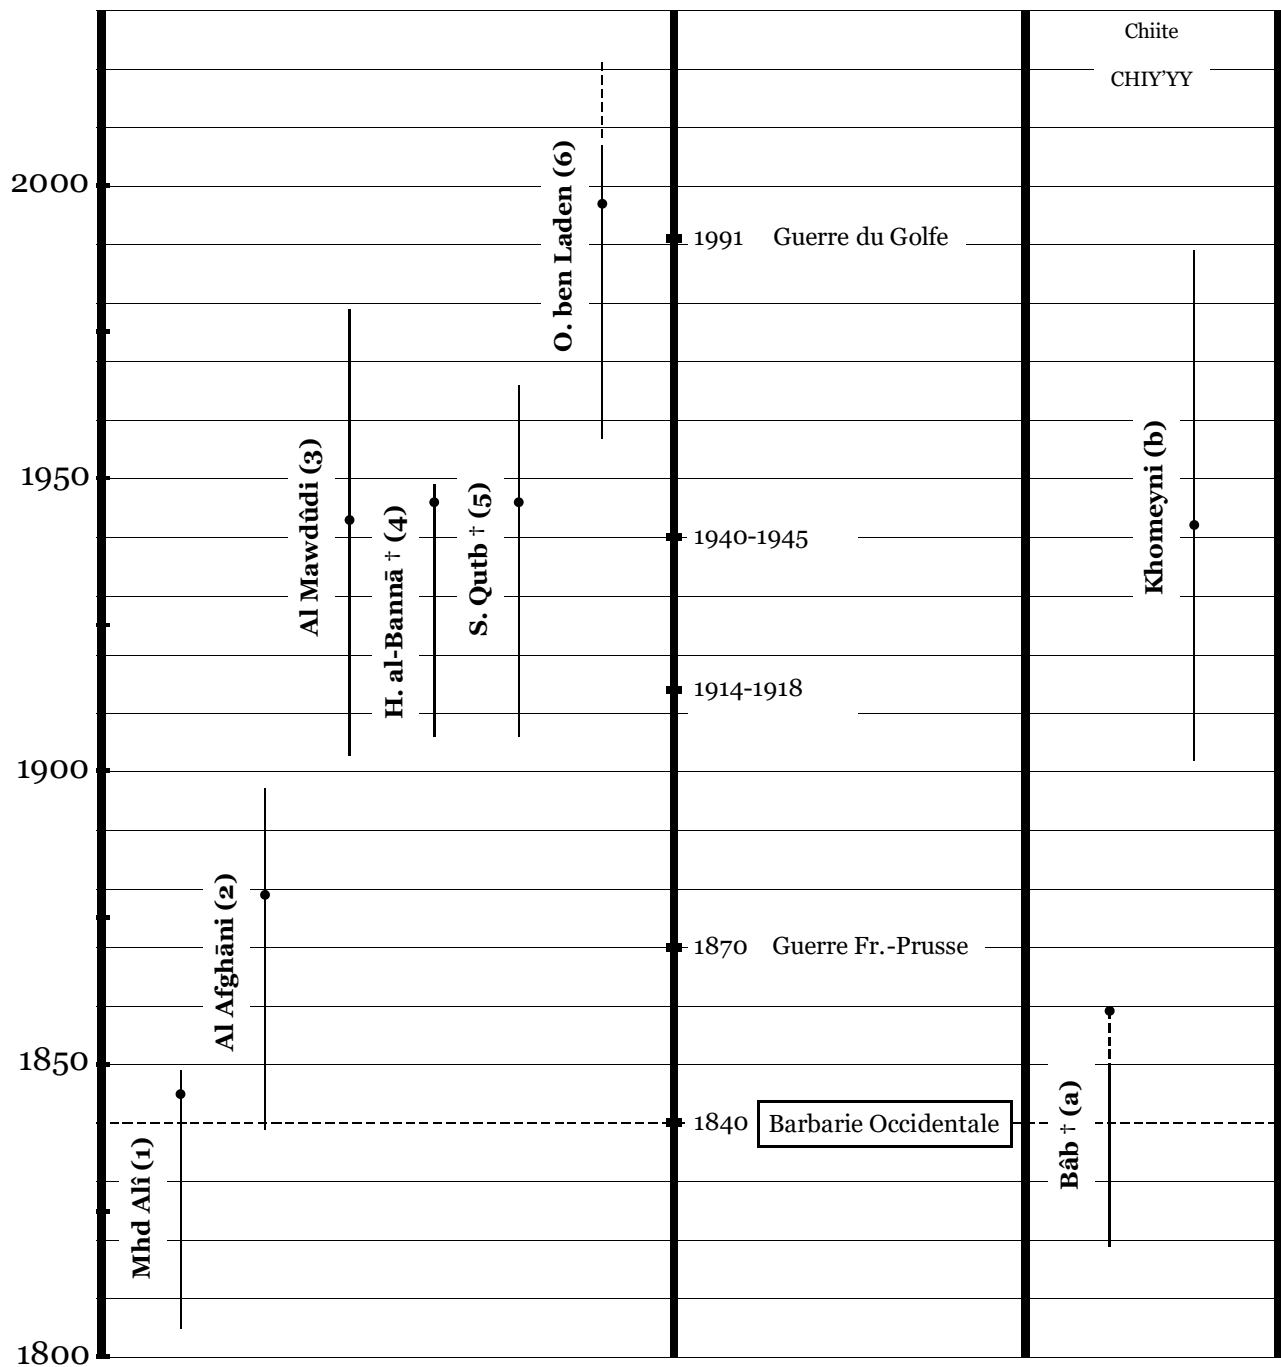 Chiite
CHIY’YY
2000
O. ben Laden (6)
1991 Guerre du Golfe
1950
Al Mawdûdi (3)
H. al-Bannā † (4)
S. Qutb † (5)
1940-1945
Khomeyni (b)
1914-1918
1900
Al Afghāni (2)
1870 Guerre Fr.-Prusse
1850
Mhd Alî (1)
1840 Barbarie Occidentale
Bâb † (a)
1800